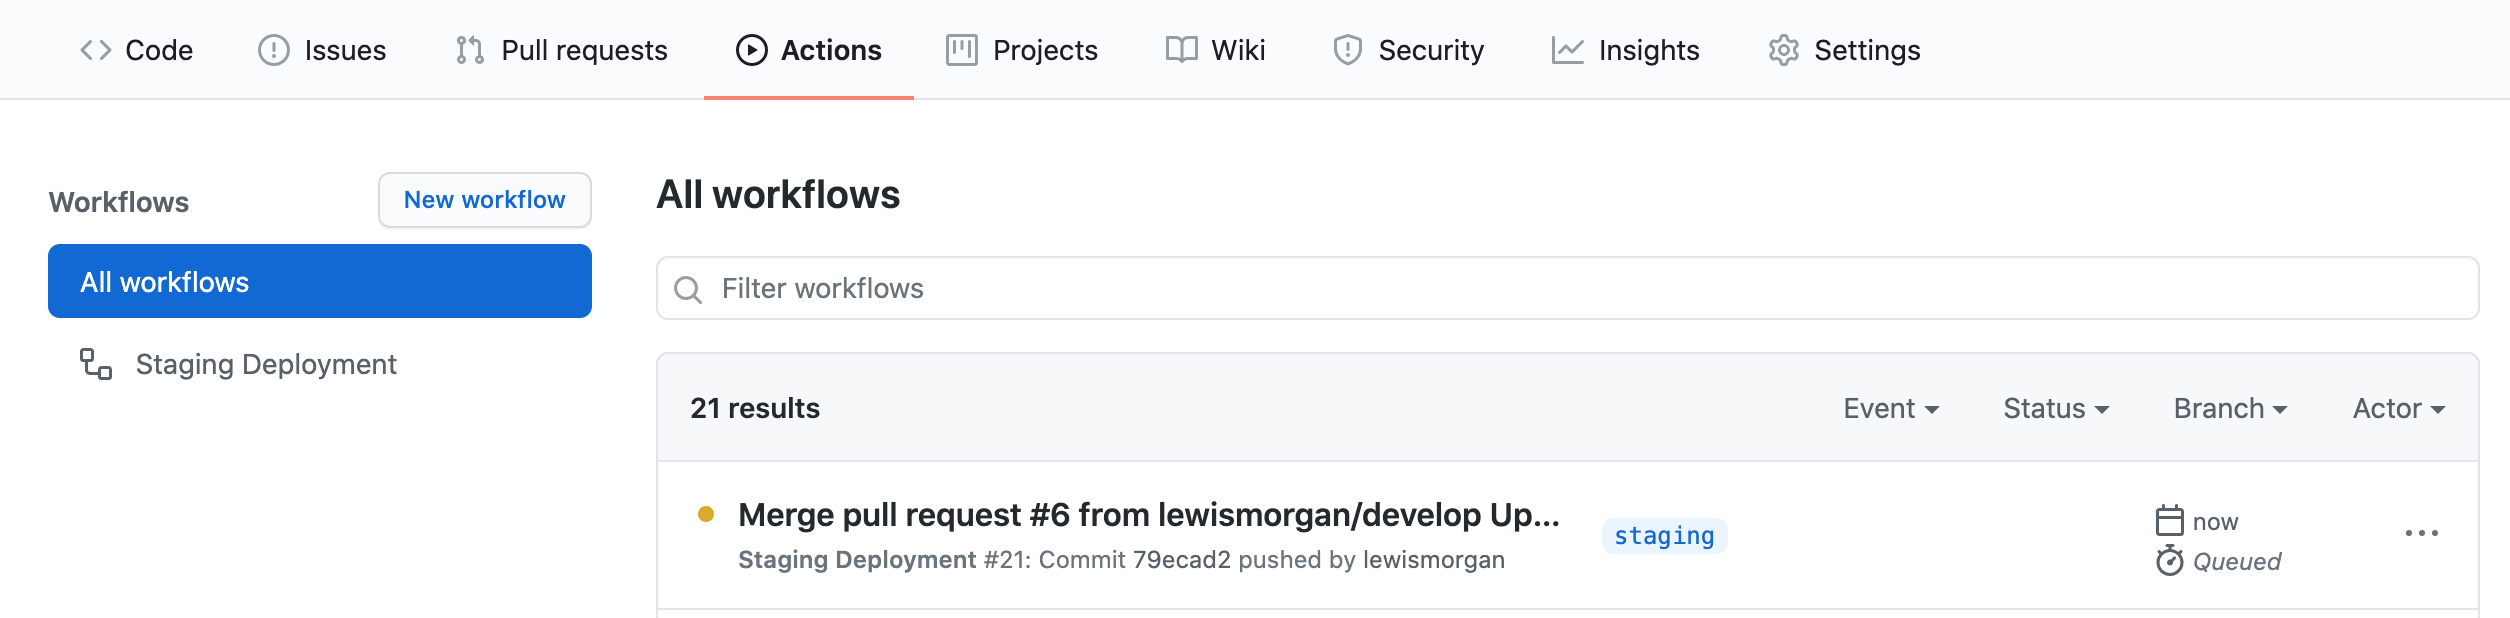 Code Issues Pull requests Actions Projects Wiki Security Insights Settings
Workflows
New workflow
All workflows
Staging Deployment
All workflows
Filter workflows
21 results
Event Status Branch Actor
Merge pull request #6 from lewismorgan/develop Up...
Staging Deployment #21: Commit 79ecad2 pushed by lewismorgan
staging
now
Queued